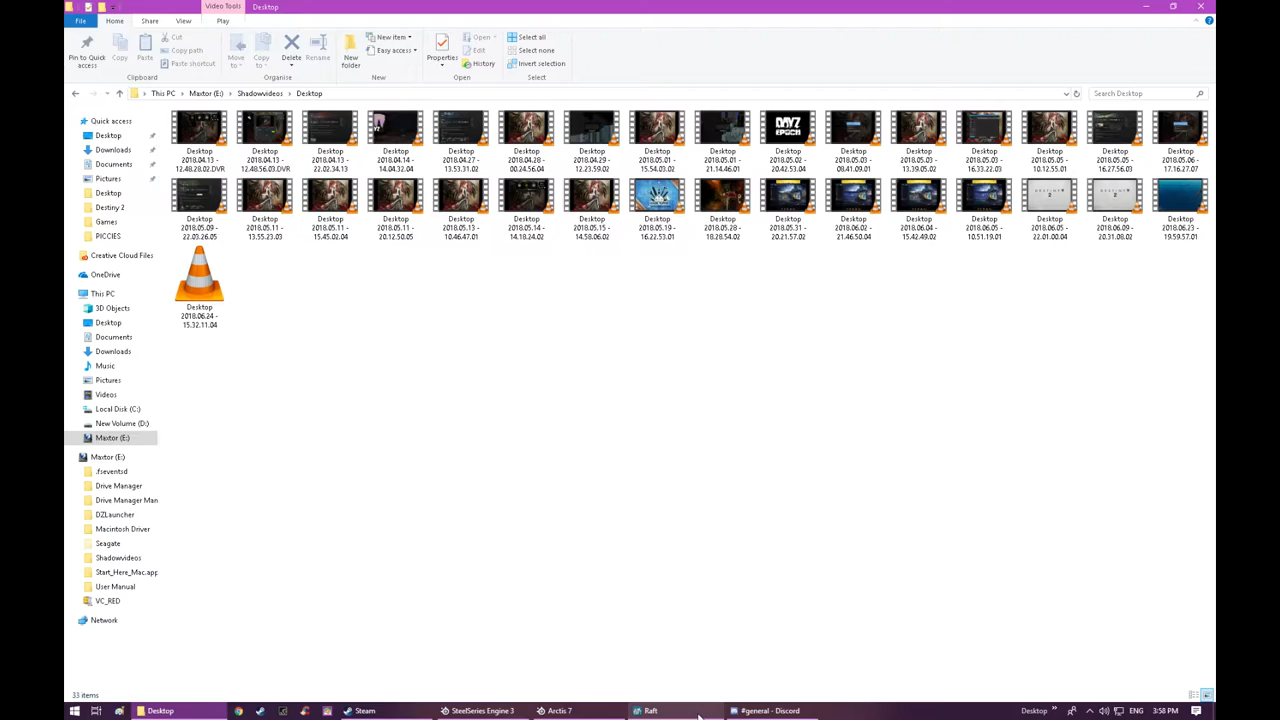 Video Tools Desktop
File Home Share View Play
Pin to Quick access
Copy
Paste
Cut
Copy path
Paste shortcut
Move to
Copy to
Delete
Rename
New folder
New item
Easy access
Properties
Open
Edit
History
Select all
Select none
Invert selection
Clipboard Organise New Open Select
This PC > Maxtor (E:) > Shadowvideos > Desktop
Search Desktop
Quick access
Desktop
Downloads
Documents
Pictures
Desktop
Destiny 2
Games
PICCIES
Creative Cloud Files
OneDrive
This PC
3D Objects
Desktop
Documents
Downloads
Music
Pictures
Videos
Local Disk (C:)
New Volume (D:)
Maxtor (E:)
Maxtor (E:)
.fseventsd
Drive Manager
Drive Manager Man
DZLauncher
Macintosh Driver
Seagate
Shadowvideos
Start_Here_Mac.app
User Manual
VC_RED
Network
DAYZ
EPOCH
Desktop Desktop Desktop Desktop Desktop Desktop Desktop Desktop Desktop Desktop Desktop Desktop Desktop Desktop Desktop Desktop
2018.04.13 - 2018.04.13 - 2018.04.13 - 2018.04.14 - 2018.04.27 - 2018.04.28 - 2018.04.29 - 2018.05.01 - 2018.05.01 - 2018.05.02 - 2018.05.03 - 2018.05.03 - 2018.05.03 - 2018.05.05 - 2018.05.05 - 2018.05.06 -
12.48.28.02.DVR 12.48.56.03.DVR 22.02.34.13 14.04.32.04 13.53.31.02 00.24.56.04 12.23.59.02 15.54.03.02 21.14.46.01 20.42.53.04 08.41.09.01 13.39.05.02 16.33.22.03 10.12.55.01 16.27.56.03 17.16.27.07
DESTINY 2
DESTINY 2
Desktop Desktop Desktop Desktop Desktop Desktop Desktop Desktop Desktop Desktop Desktop Desktop Desktop Desktop Desktop Desktop
2018.05.09 - 2018.05.11 - 2018.05.11 - 2018.05.11 - 2018.05.13 - 2018.05.14 - 2018.05.15 - 2018.05.19 - 2018.05.28 - 2018.05.31 - 2018.06.02 - 2018.06.04 - 2018.06.05 - 2018.06.05 - 2018.06.09 - 2018.06.23 -
22.03.26.05 13.55.23.03 15.45.02.04 20.12.50.05 10.46.47.01 14.18.24.02 14.58.06.02 16.22.53.01 18.28.54.02 20.21.57.02 21.46.50.04 15.42.49.02 10.51.19.01 22.01.00.04 20.31.08.02 19.59.57.01
Desktop
2018.06.24 -
15.32.11.04
33 items
Desktop Steam SteelSeries Engine 3 Arctis 7 Raft #general - Discord Desktop ENG 3:58 PM